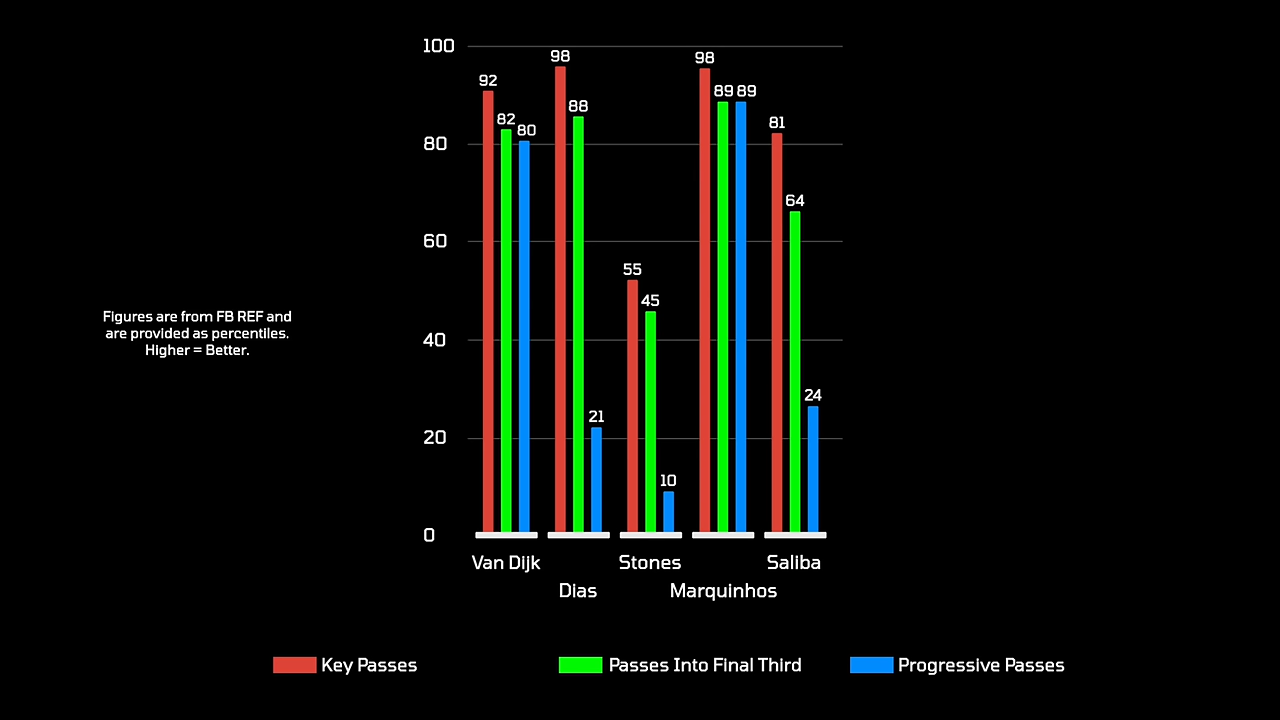 100
98
98
92
89 89
88
82
80
81
80
64
60
55
45
40
24
21
20
10
0
Figures are from FB REF and
are provided as percentiles.
Higher = Better.
Van Dijk
Stones
Saliba
Dias
Marquinhos
Key Passes
Passes Into Final Third
Progressive Passes